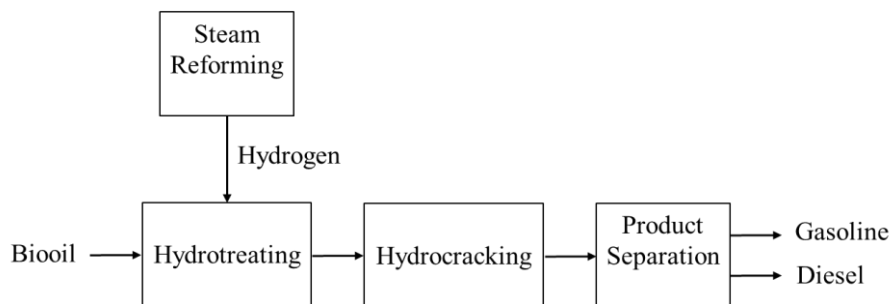 Steam
Reforming
Hydrogen
Biooil
Hydrotreating
Hydrocracking
Product
Separation
Gasoline
Diesel